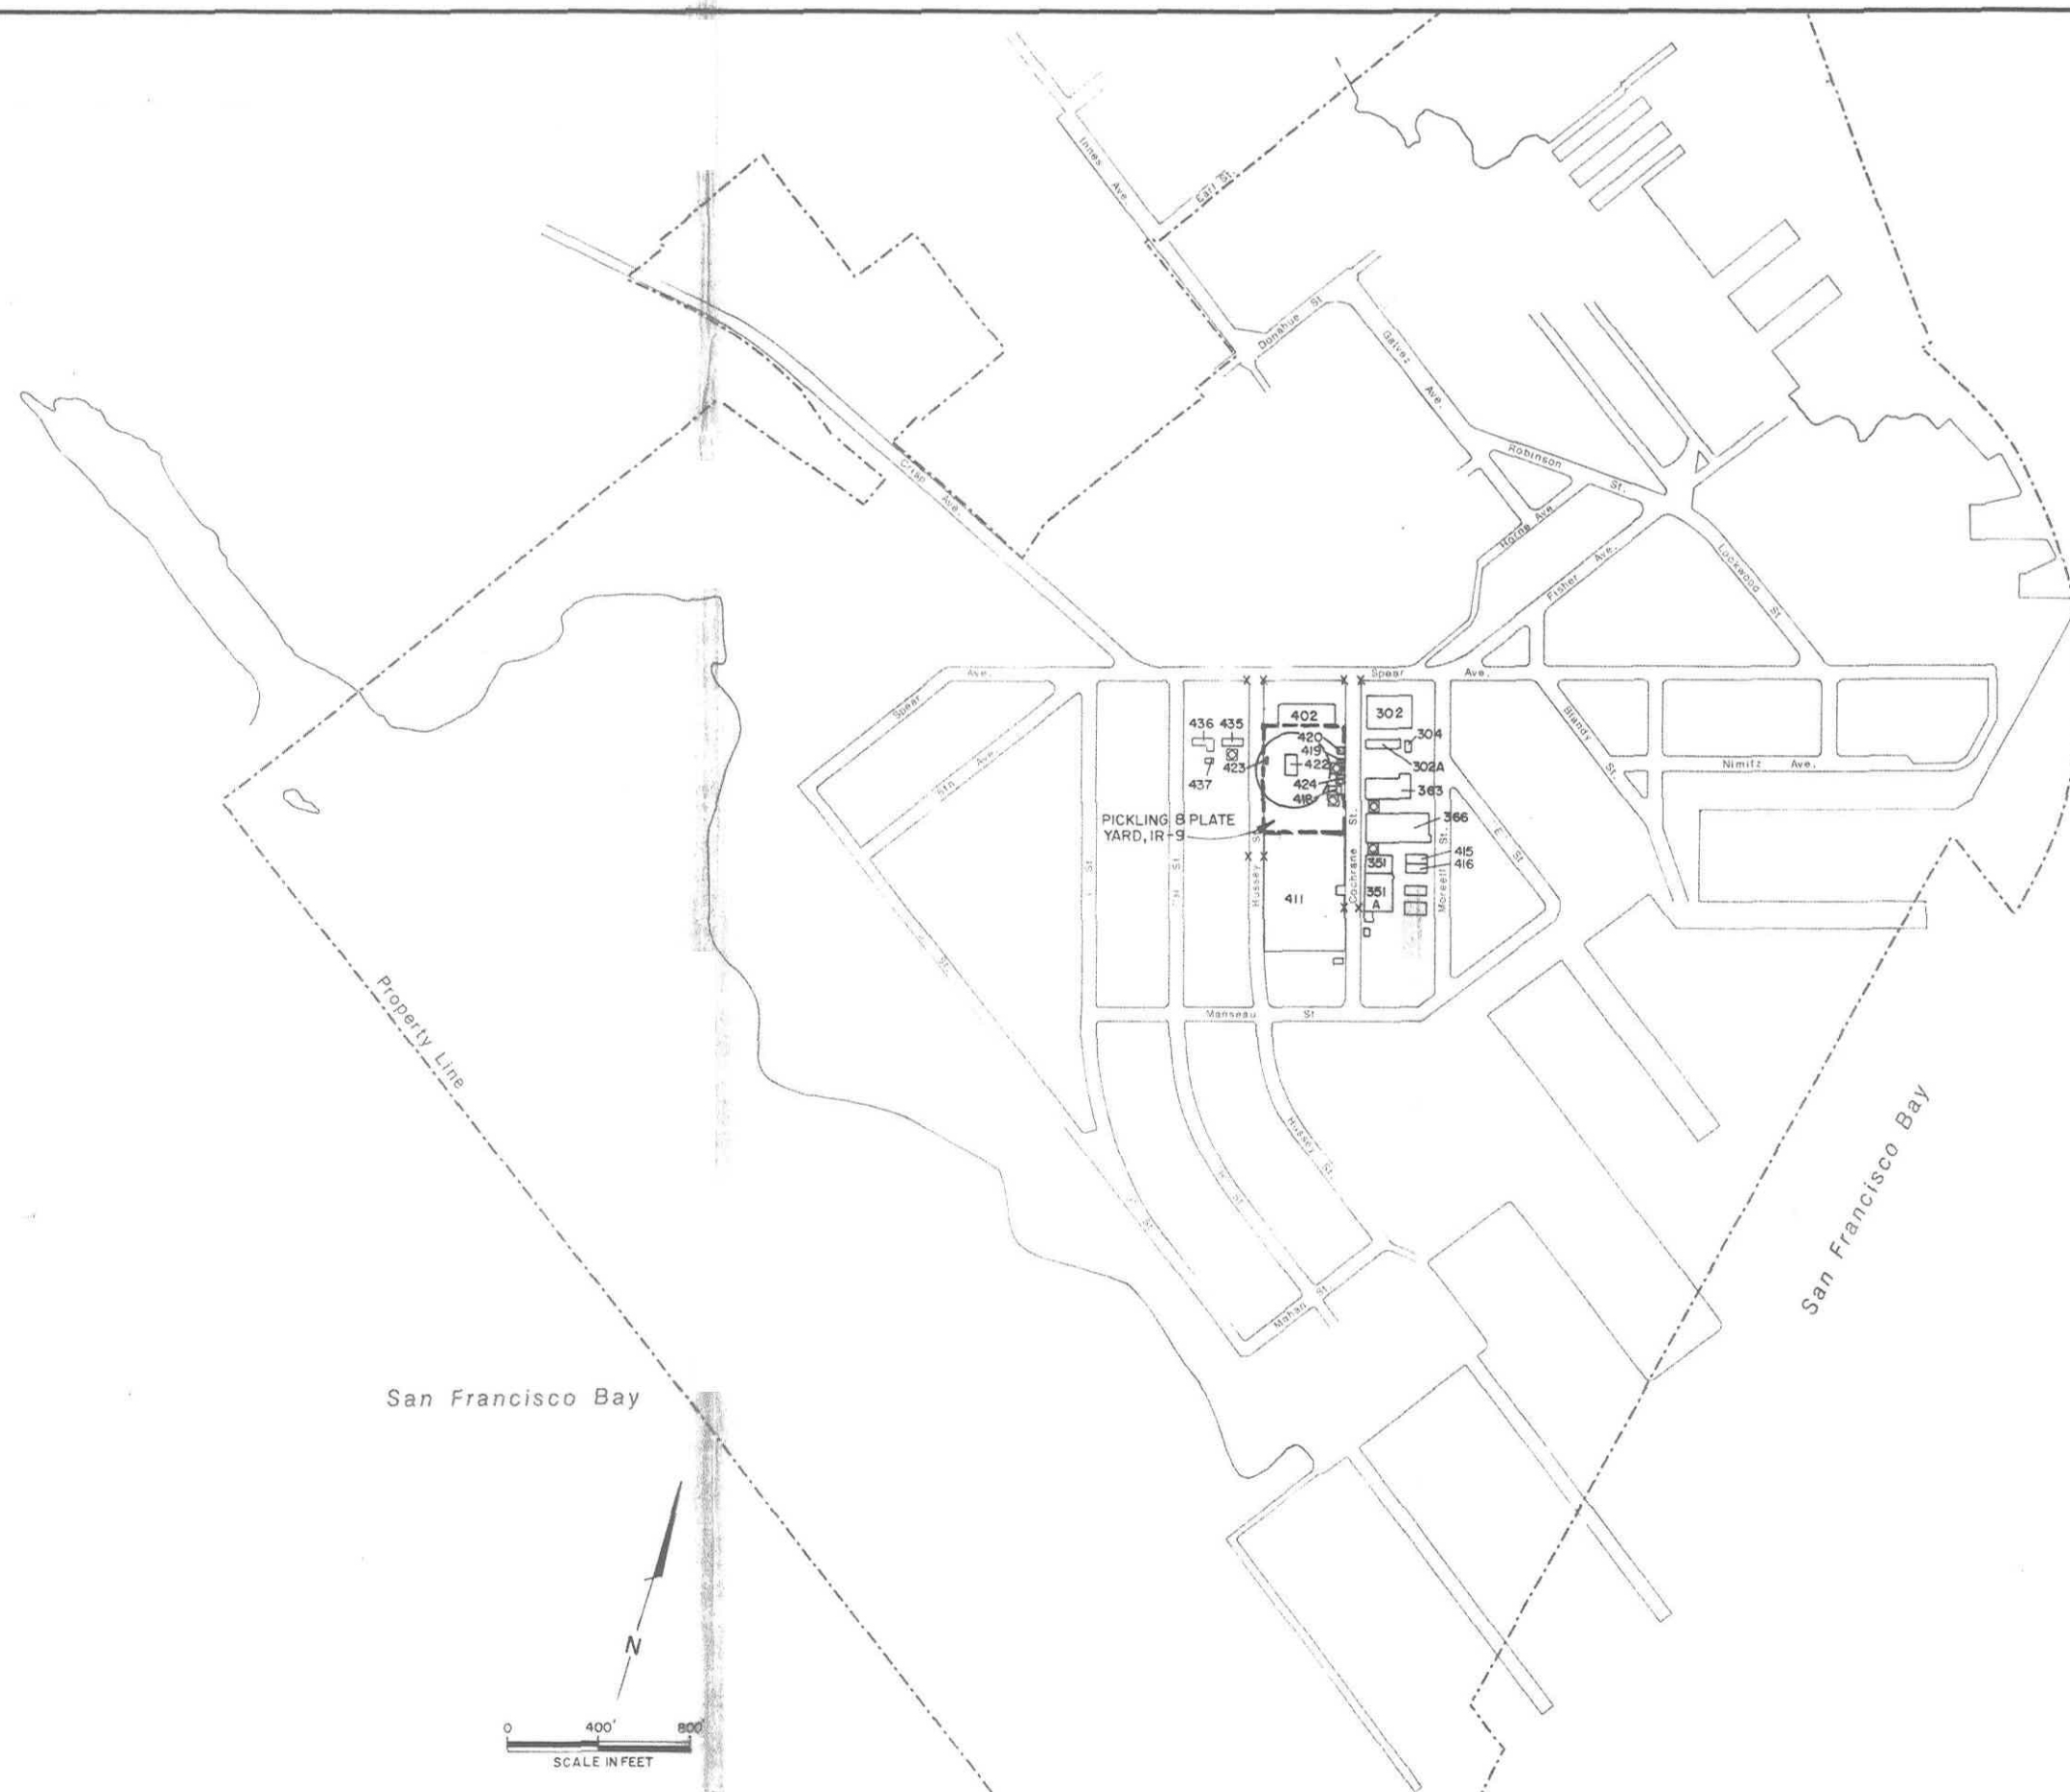 Innes
Ave.
Earl St.
Donahue St
Galvez
Ave.
Robinson
St.
Horne Ave.
Fisher Ave.
Lockwood
St
Crisp
Ave.
Spear
Ave.
Spear
Ave.
Blandy
St.
Nimitz Ave.
5th Ave.
436
435
402
302
420
304
419
423
422
302A
437
424
363
418
PICKLING & PLATE
YARD, IR-9
366
"E" St
415
416
351
351
A
411
St
"H" St
Hussey St
Cochrane St.
Morrell St.
St.
Manseau St
Property Line
Hussey St.
"H" St
St.
Mahan St.
San Francisco Bay
San Francisco Bay
N
0 400' 800'
SCALE IN FEET